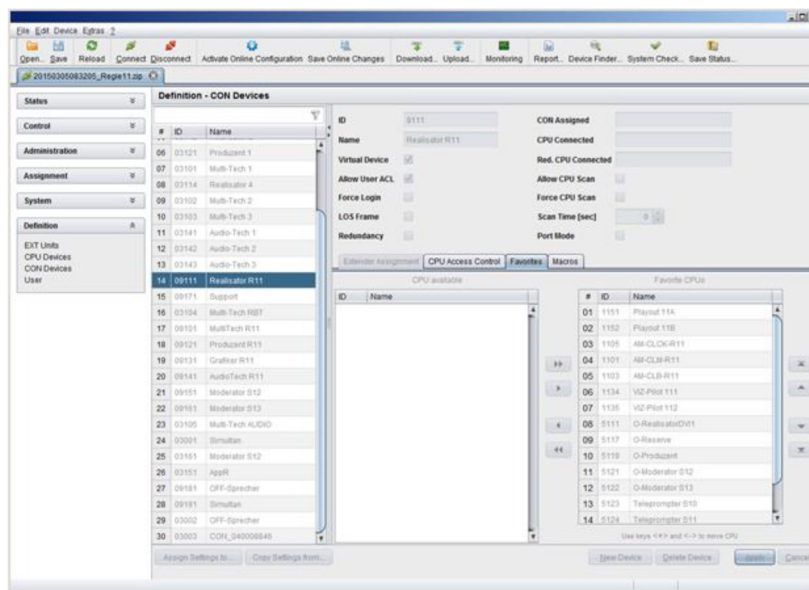 File Edit Device Extras ?
Open... Save Reload Connect Disconnect Activate Online Configuration Save Online Changes Download... Upload... Monitoring Report... Device Finder... System Check... Save Status...
20150305083205_Regie11.zip
Status
Control
Administration
Assignment
System
Definition
EXT Units
CPU Devices
CON Devices
User
Definition - CON Devices
# ID Name
06 03121 Produzent 1
07 03101 Multi-Tech 1
08 03114 Realisator 4
09 03102 Multi-Tech 2
10 03103 Multi-Tech 3
11 03141 Audio-Tech 1
12 03142 Audio-Tech 2
13 03143 Audio-Tech 3
14 09111 Realisator R11
15 09171 Support
16 03104 Multi-Tech RBT
17 09101 MultiTech R11
18 09121 Produzent R11
19 09131 Grafiker R11
20 09141 AudioTech R11
21 09151 Moderator S12
22 09161 Moderator S13
23 03105 Multi-Tech AUDIO
24 03001 Simultan
25 03161 Moderator S12
26 03151 AppR
27 09181 OFF-Sprecher
28 09191 Simultan
29 03002 OFF-Sprecher
30 03003 CON_040008845
Assign Settings to... Copy Settings from...
ID 9111
Name Realisator R11
Virtual Device
Allow User ACL
Force Login
LOS Frame
Redundancy
CON Assigned
CPU Connected
Red. CPU Connected
Allow CPU Scan
Force CPU Scan
Scan Time [sec] 0
Port Mode
Extender Assignment CPU Access Control Favorites Macros
CPU available
ID Name
Favorite CPUs
# ID Name
01 1151 Playout 11A
02 1152 Playout 11B
03 1105 AM-CLCK-R11
04 1101 AM-CLM-R11
05 1103 AM-CLB-R11
06 1134 VIZ-Pilot 111
07 1135 VIZ-Pilot 112
08 5111 O-RealisatorDVI1
09 5117 O-Reserve
10 5118 O-Produzent
11 5121 O-Moderator S12
12 5122 O-Moderator S13
13 5123 Teleprompter S10
14 5124 Teleprompter S11
Use keys <+> and <-> to move CPU
New Device Delete Device Apply Cancel